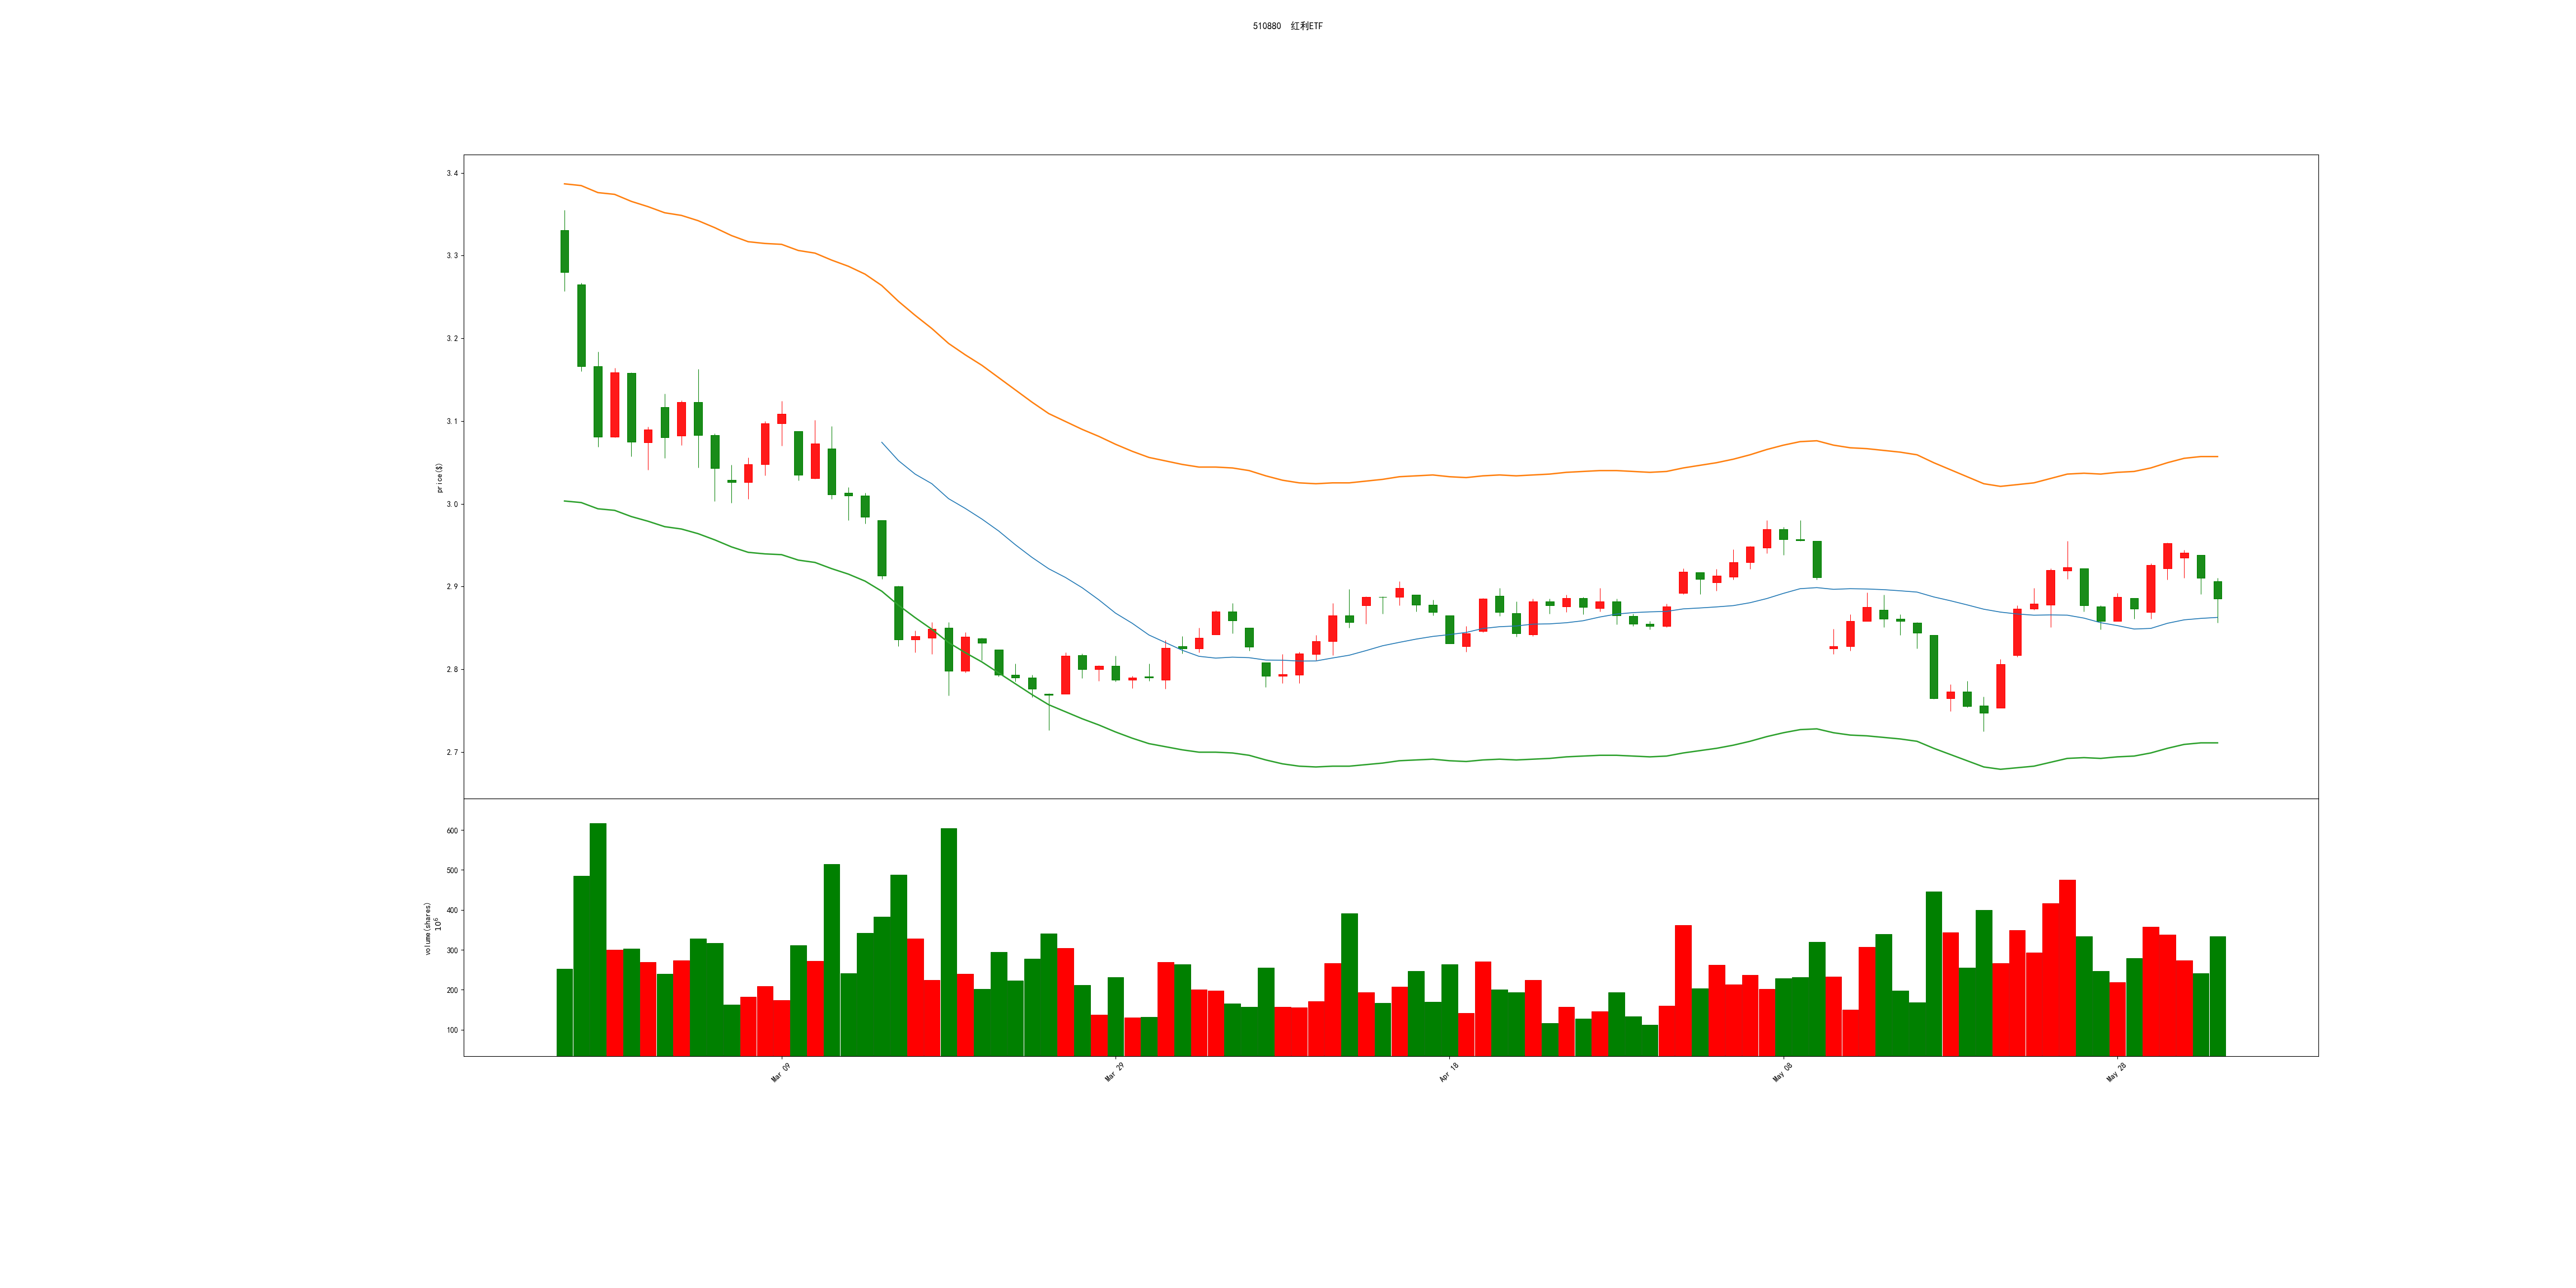 510880 红利ETF
3.4
3.3
3.2
3.1
3.0
2.9
2.8
2.7
price($)
600
500
400
300
200
100
volume(shares)
10^6
Mar 09
Mar 29
Apr 18
May 08
May 28